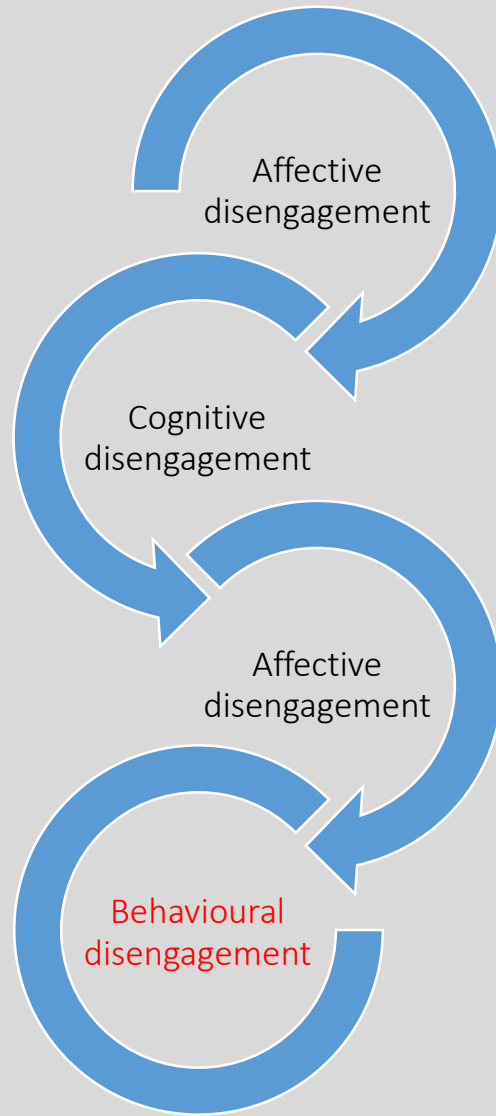 Affective
disengagement
Cognitive
disengagement
Affective
disengagement
Behavioural
disengagement